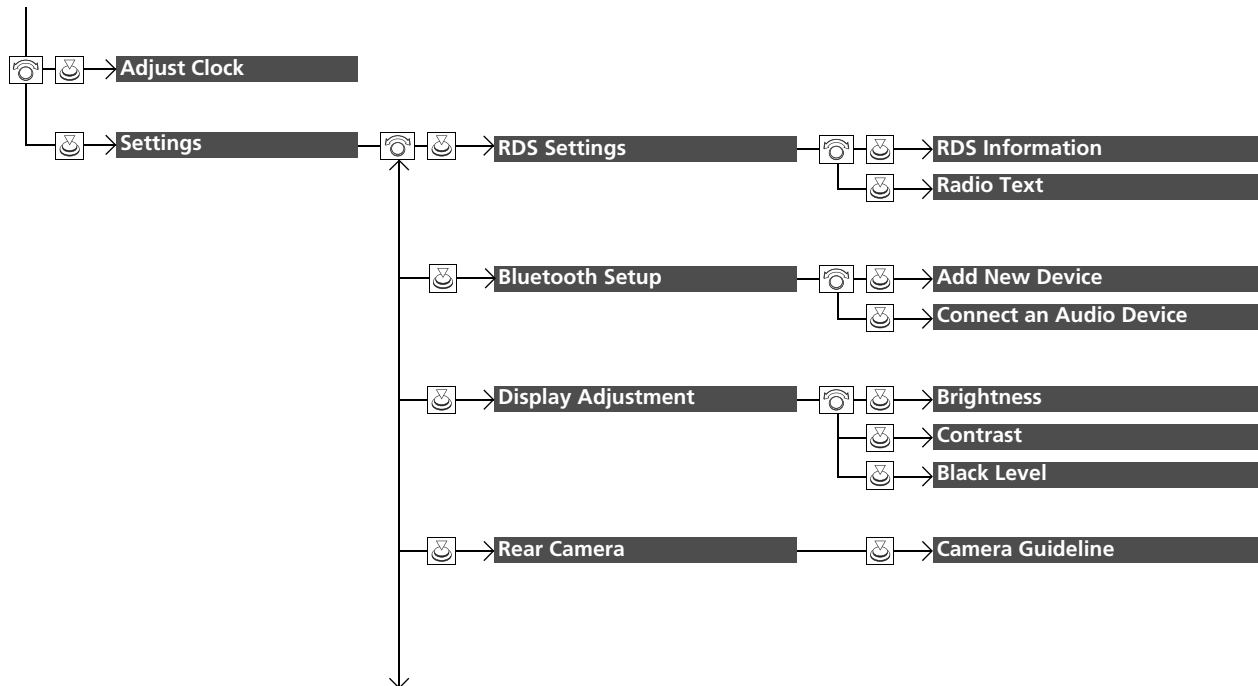 Adjust Clock
Settings
RDS Settings
RDS Information
Radio Text
Bluetooth Setup
Add New Device
Connect an Audio Device
Display Adjustment
Brightness
Contrast
Black Level
Rear Camera
Camera Guideline